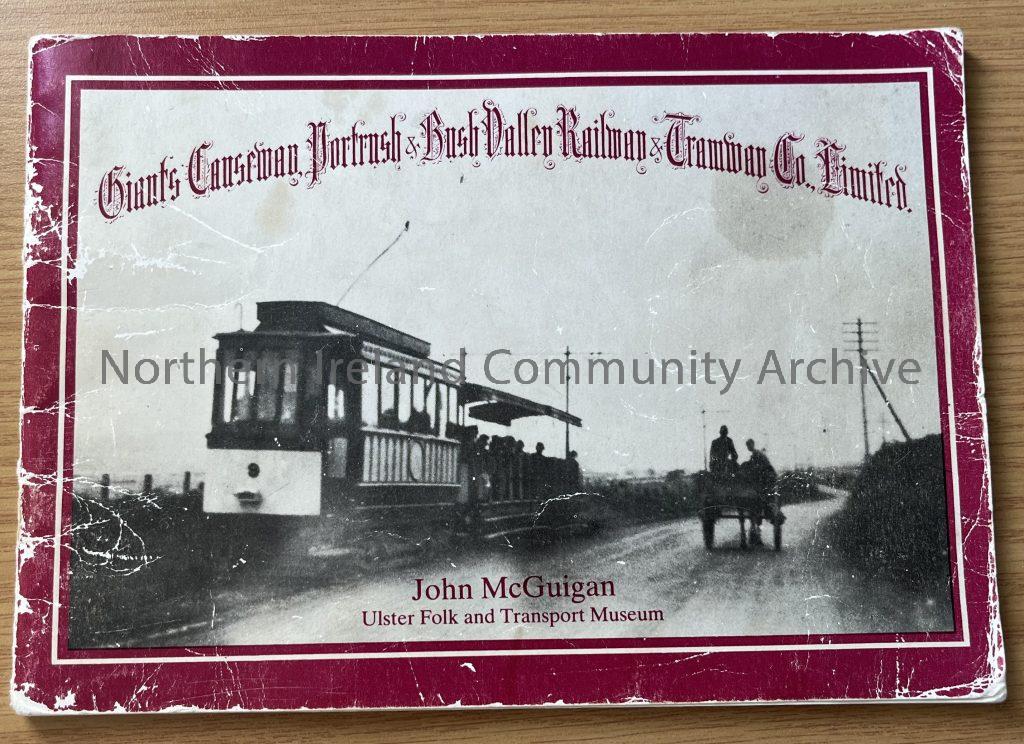 Giant's Causeway, Portrush & Bush Valley Railway & Tramway Co., Limited.
Northern Ireland Community Archive
John McGuigan
Ulster Folk and Transport Museum